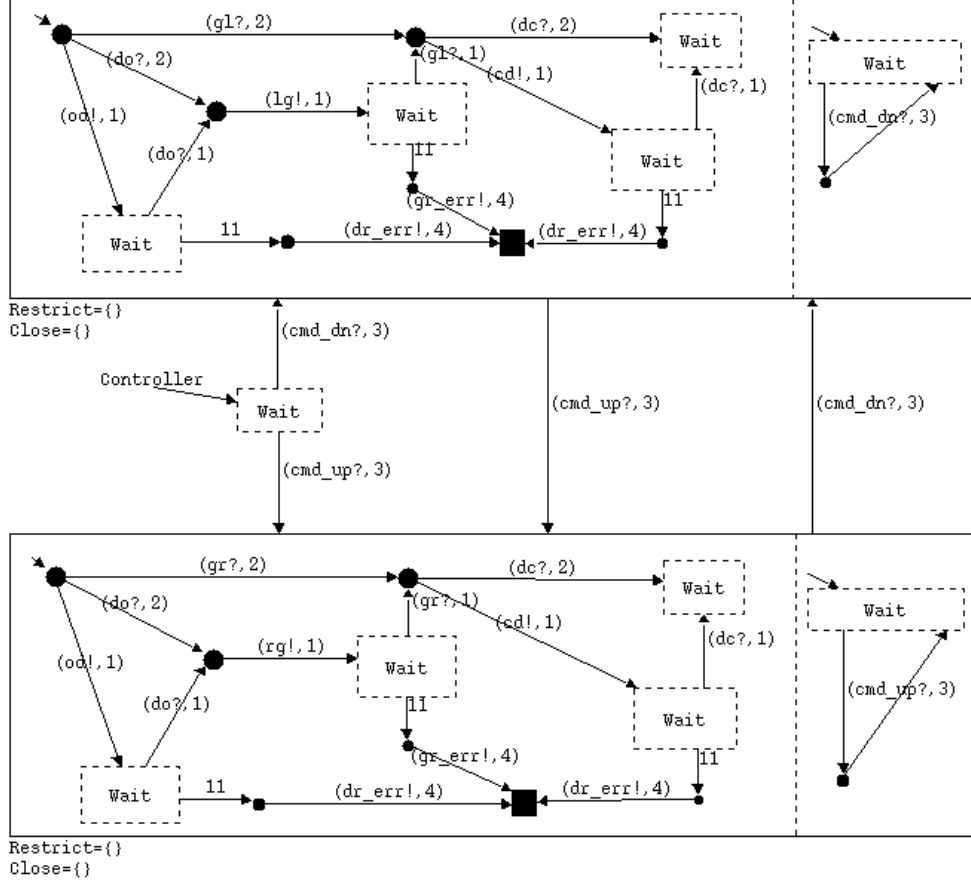 (gl?,2)
(dc?,2)
Wait
(gl?,1)
Wait
(do?,2)
(cd!,1)
(dc?,1)
(lg!,1)
Wait
(od!,1)
(cmd_dn?,3)
(do?,1)
11
Wait
(gr_err!,4)
11
Wait
11
(dr_err!,4)
(dr_err!,4)
Restrict={}
Close={}
(cmd_dn?,3)
Controller
Wait
(cmd_up?,3)
(cmd_dn?,3)
(cmd_up?,3)
(gr?,2)
(dc?,2)
Wait
(do?,2)
(gr?,1)
Wait
(cd!,1)
(rg!,1)
(dc?,1)
(od!,1)
Wait
(do?,1)
(cmd_up?,3)
11
Wait
(gr_err!,4)
11
Wait
11
(dr_err!,4)
(dr_err!,4)
Restrict={}
Close={}